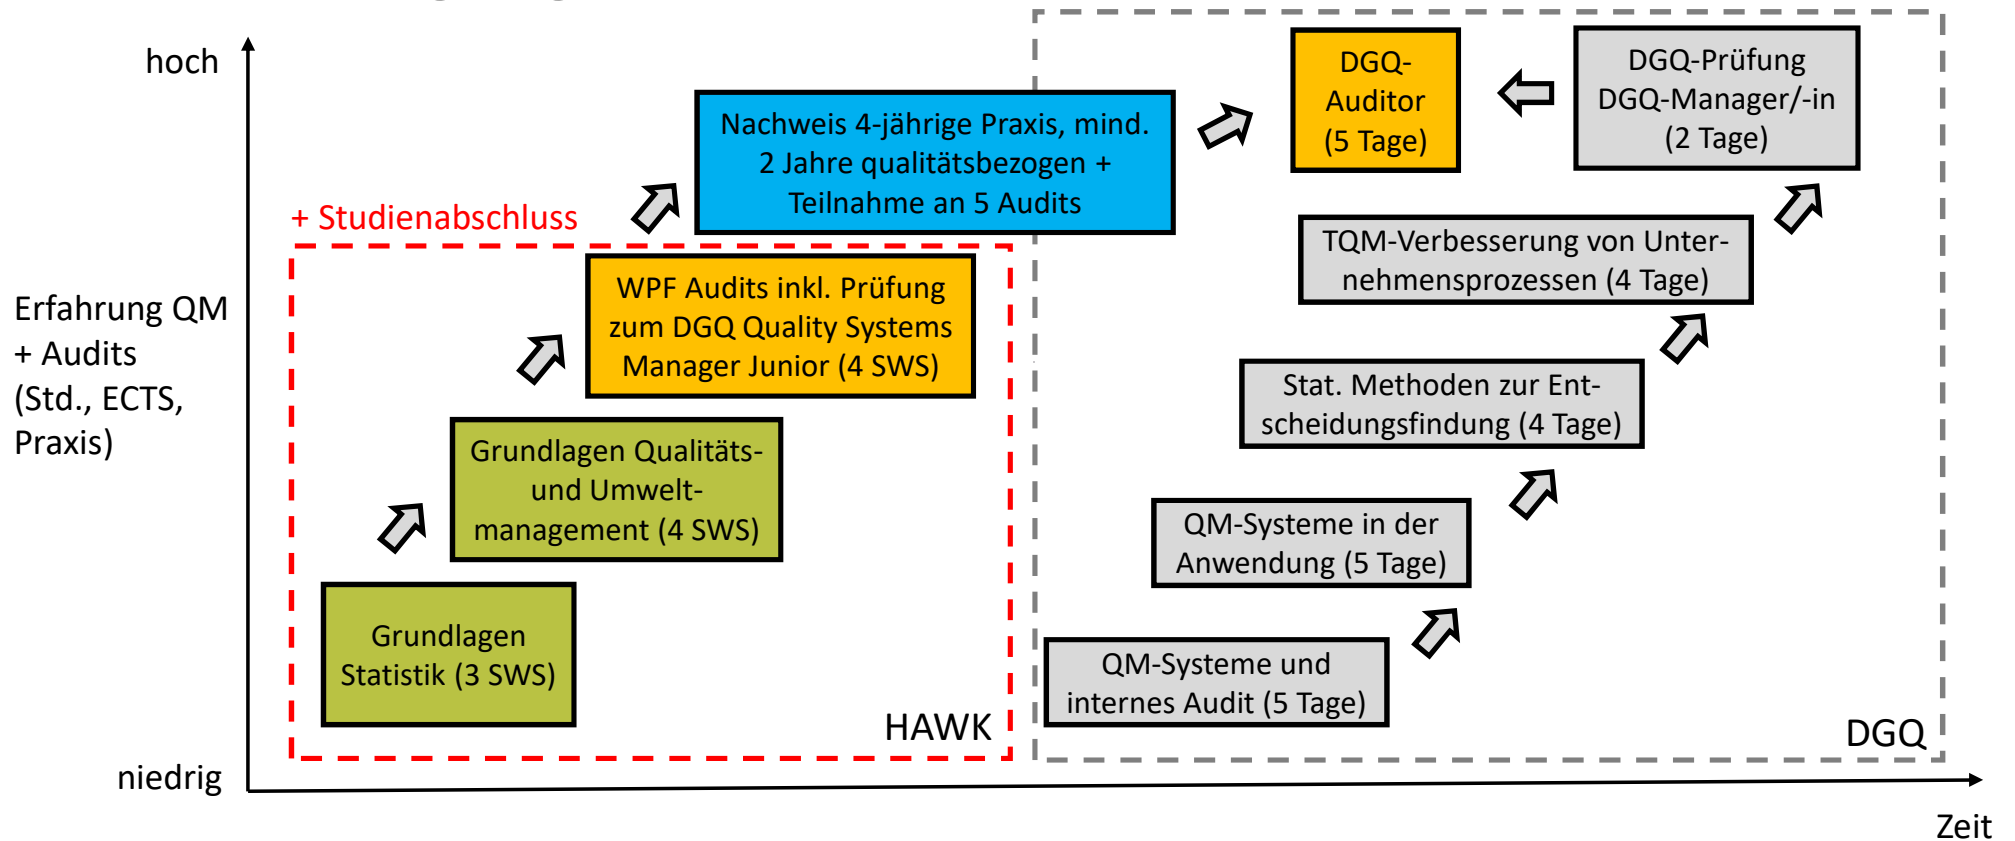 hoch
Erfahrung QM
+ Audits
(Std., ECTS,
Praxis)
niedrig
+ Studienabschluss
Grundlagen
Statistik (3 SWS)
Grundlagen Qualitäts-
und Umwelt-
management (4 SWS)
WPF Audits inkl. Prüfung
zum DGQ Quality Systems
Manager Junior (4 SWS)
HAWK
Nachweis 4-jährige Praxis, mind.
2 Jahre qualitätsbezogen +
Teilnahme an 5 Audits
DGQ-
Auditor
(5 Tage)
DGQ-Prüfung
DGQ-Manager/-in
(2 Tage)
TQM-Verbesserung von Unter-
nehmensprozessen (4 Tage)
Stat. Methoden zur Ent-
scheidungsfindung (4 Tage)
QM-Systeme in der
Anwendung (5 Tage)
QM-Systeme und
internes Audit (5 Tage)
DGQ
Zeit